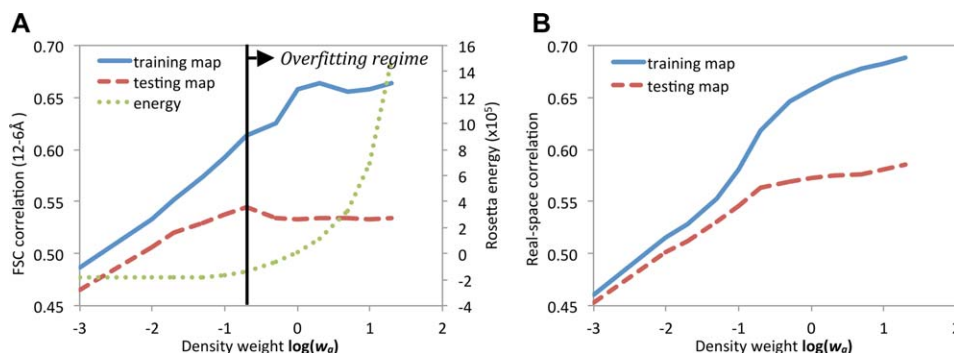 A
B
0.70
0.65
0.60
0.55
0.50
0.45
FSC correlation (12-6Å)
training map
testing map
energy
Overfitting regime
16
14
12
10
8
6
4
2
0
-2
-4
Rosetta energy (x10⁵)
-3 -2 -1 0 1 2
Density weight log(wₐ)
0.70
0.65
0.60
0.55
0.50
0.45
Real-space correlation
training map
testing map
-3 -2 -1 0 1 2
Density weight log(wₐ)